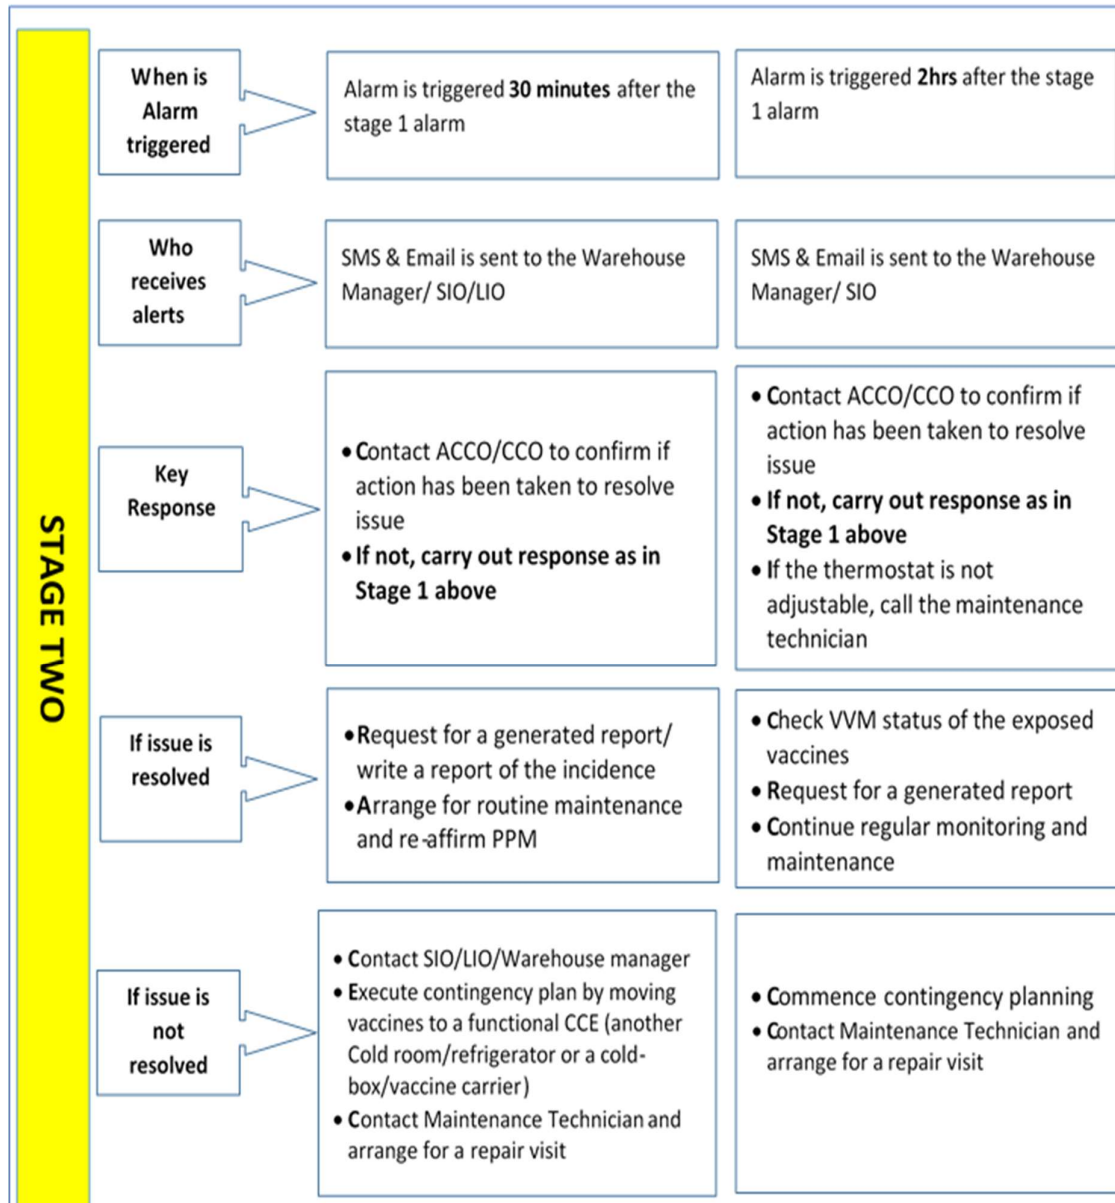 STAGE TWO
When is
Alarm
triggered
Alarm is triggered 30 minutes after the
stage 1 alarm
Alarm is triggered 2hrs after the stage
1 alarm
Who
receives
alerts
SMS & Email is sent to the Warehouse
Manager/ SIO/LIO
SMS & Email is sent to the Warehouse
Manager/ SIO
Key
Response
• Contact ACCO/CCO to confirm if
action has been taken to resolve
issue
• If not, carry out response as in
Stage 1 above
• Contact ACCO/CCO to confirm if
action has been taken to resolve
issue
• If not, carry out response as in
Stage 1 above
• If the thermostat is not
adjustable, call the maintenance
technician
If issue is
resolved
• Request for a generated report/
write a report of the incidence
• Arrange for routine maintenance
and re-affirm PPM
• Check VVM status of the exposed
vaccines
• Request for a generated report
• Continue regular monitoring and
maintenance
If issue is
not
resolved
• Contact SIO/LIO/Warehouse manager
• Execute contingency plan by moving
vaccines to a functional CCE (another
Cold room/refrigerator or a cold-
box/vaccine carrier)
• Contact Maintenance Technician and
arrange for a repair visit
• Commence contingency planning
• Contact Maintenance Technician and
arrange for a repair visit